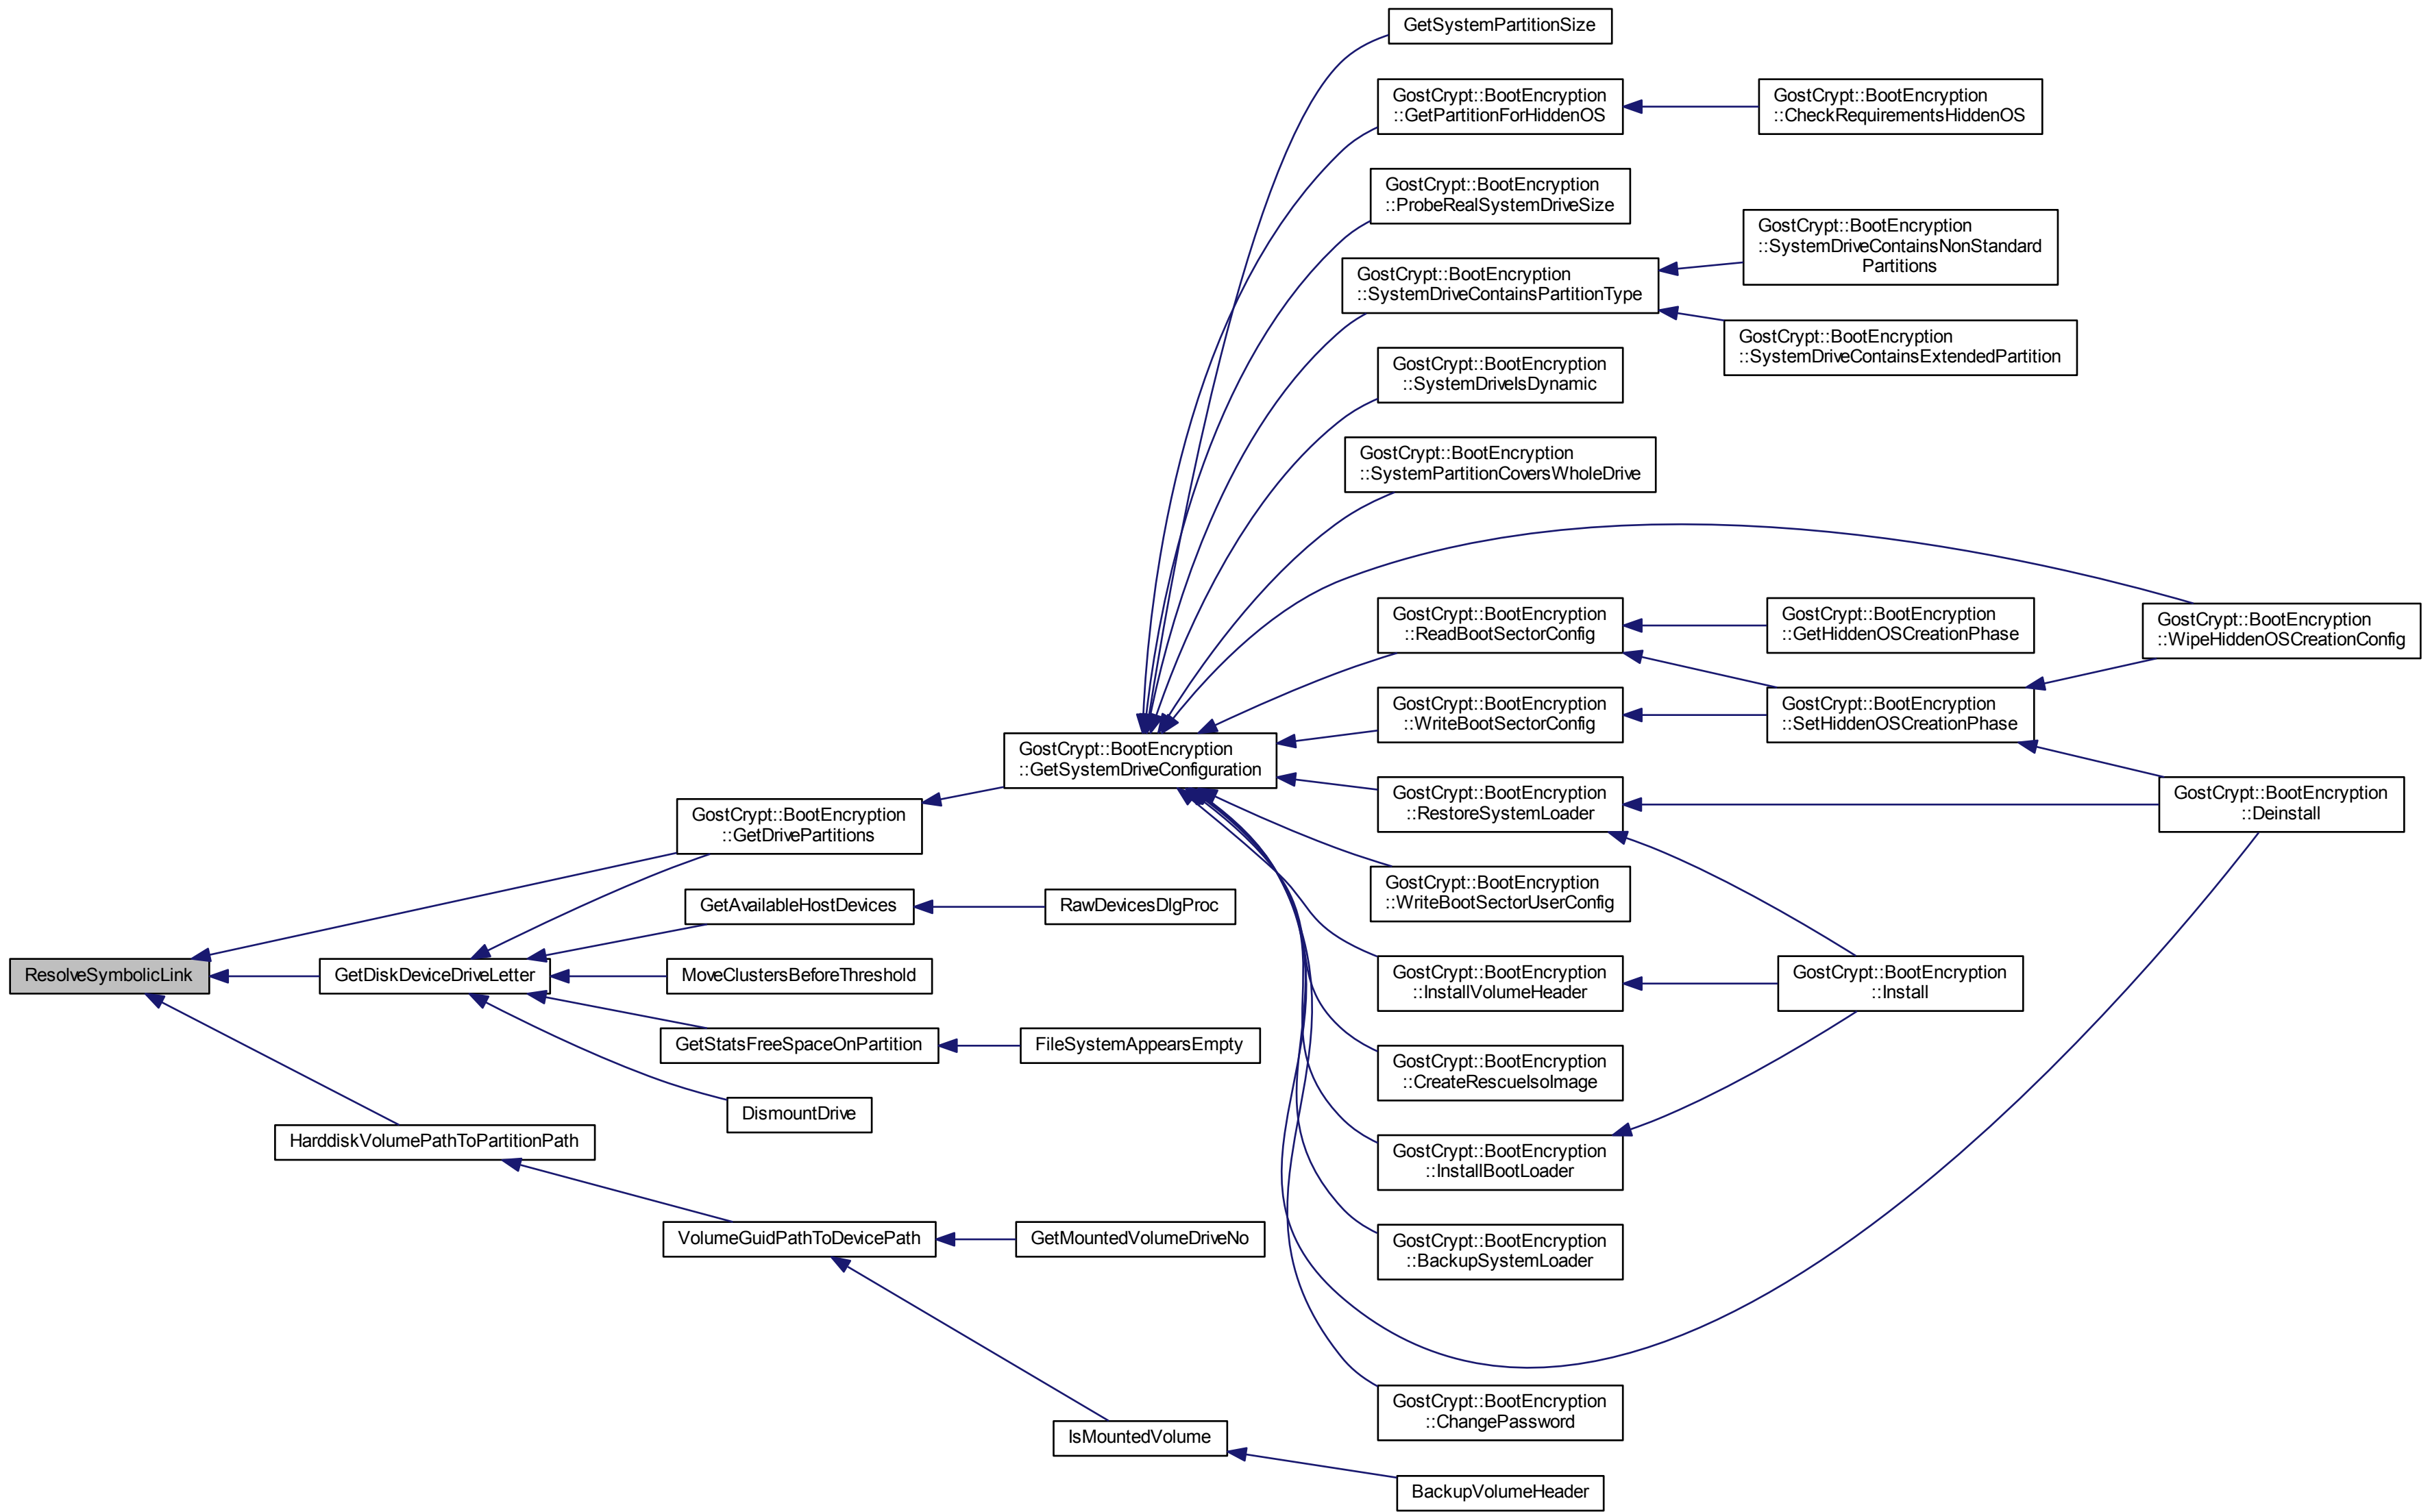 GetSystemPartitionSize
GostCrypt::BootEncryption
::GetPartitionForHiddenOS
GostCrypt::BootEncryption
::CheckRequirementsHiddenOS
GostCrypt::BootEncryption
::ProbeRealSystemDriveSize
GostCrypt::BootEncryption
::SystemDriveContainsPartitionType
GostCrypt::BootEncryption
::SystemDriveContainsNonStandard
Partitions
GostCrypt::BootEncryption
::SystemDriveContainsExtendedPartition
GostCrypt::BootEncryption
::SystemDriveIsDynamic
GostCrypt::BootEncryption
::SystemPartitionCoversWholeDrive
GostCrypt::BootEncryption
::ReadBootSectorConfig
GostCrypt::BootEncryption
::GetHiddenOSCreationPhase
GostCrypt::BootEncryption
::WipeHiddenOSCreationConfig
GostCrypt::BootEncryption
::WriteBootSectorConfig
GostCrypt::BootEncryption
::SetHiddenOSCreationPhase
GostCrypt::BootEncryption
::GetSystemDriveConfiguration
GostCrypt::BootEncryption
::RestoreSystemLoader
GostCrypt::BootEncryption
::Deinstall
GostCrypt::BootEncryption
::GetDrivePartitions
GostCrypt::BootEncryption
::WriteBootSectorUserConfig
GetAvailableHostDevices
RawDevicesDlgProc
ResolveSymbolicLink
GetDiskDeviceDriveLetter
MoveClustersBeforeThreshold
GostCrypt::BootEncryption
::InstallVolumeHeader
GostCrypt::BootEncryption
::Install
GetStatsFreeSpaceOnPartition
FileSystemAppearsEmpty
GostCrypt::BootEncryption
::CreateRescueIsoImage
DismountDrive
HarddiskVolumePathToPartitionPath
GostCrypt::BootEncryption
::InstallBootLoader
VolumeGuidPathToDevicePath
GetMountedVolumeDriveNo
GostCrypt::BootEncryption
::BackupSystemLoader
GostCrypt::BootEncryption
::ChangePassword
IsMountedVolume
BackupVolumeHeader